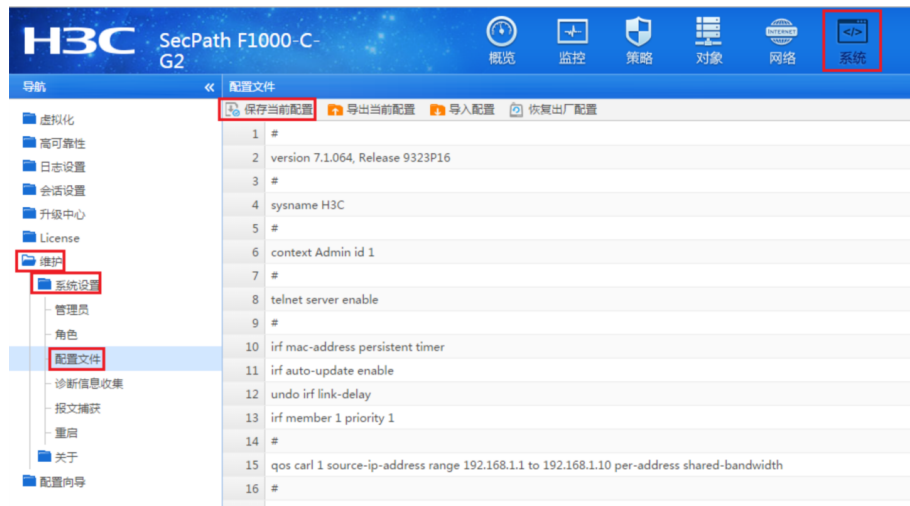 H3C SecPath F1000-C-G2
概览 监控 策略 对象 INTERNET 网络 </> 系统
导航 «
配置文件
保存当前配置 导出当前配置 导入配置 恢复出厂配置
虚拟化
高可靠性
日志设置
会话设置
升级中心
License
维护
系统设置
管理员
角色
配置文件
诊断信息收集
报文捕获
重启
关于
配置向导
1 #
2 version 7.1.064, Release 9323P16
3 #
4 sysname H3C
5 #
6 context Admin id 1
7 #
8 telnet server enable
9 #
10 irf mac-address persistent timer
11 irf auto-update enable
12 undo irf link-delay
13 irf member 1 priority 1
14 #
15 qos carl 1 source-ip-address range 192.168.1.1 to 192.168.1.10 per-address shared-bandwidth
16 #